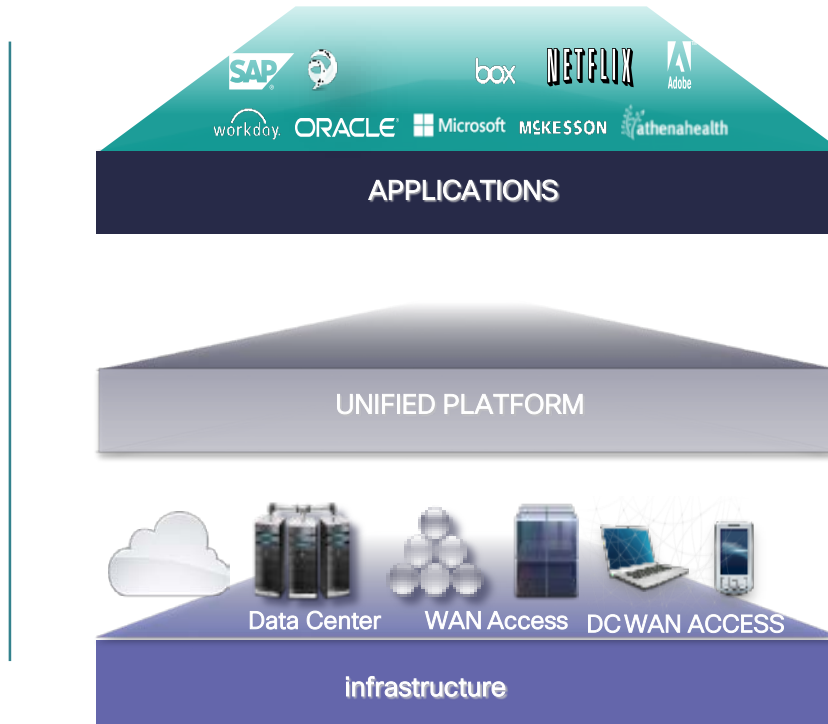 SAP
box NETFLIX
Adobe
workday. ORACLE Microsoft MCKESSON athenahealth
APPLICATIONS
UNIFIED PLATFORM
Data Center WAN Access DC WAN ACCESS
infrastructure